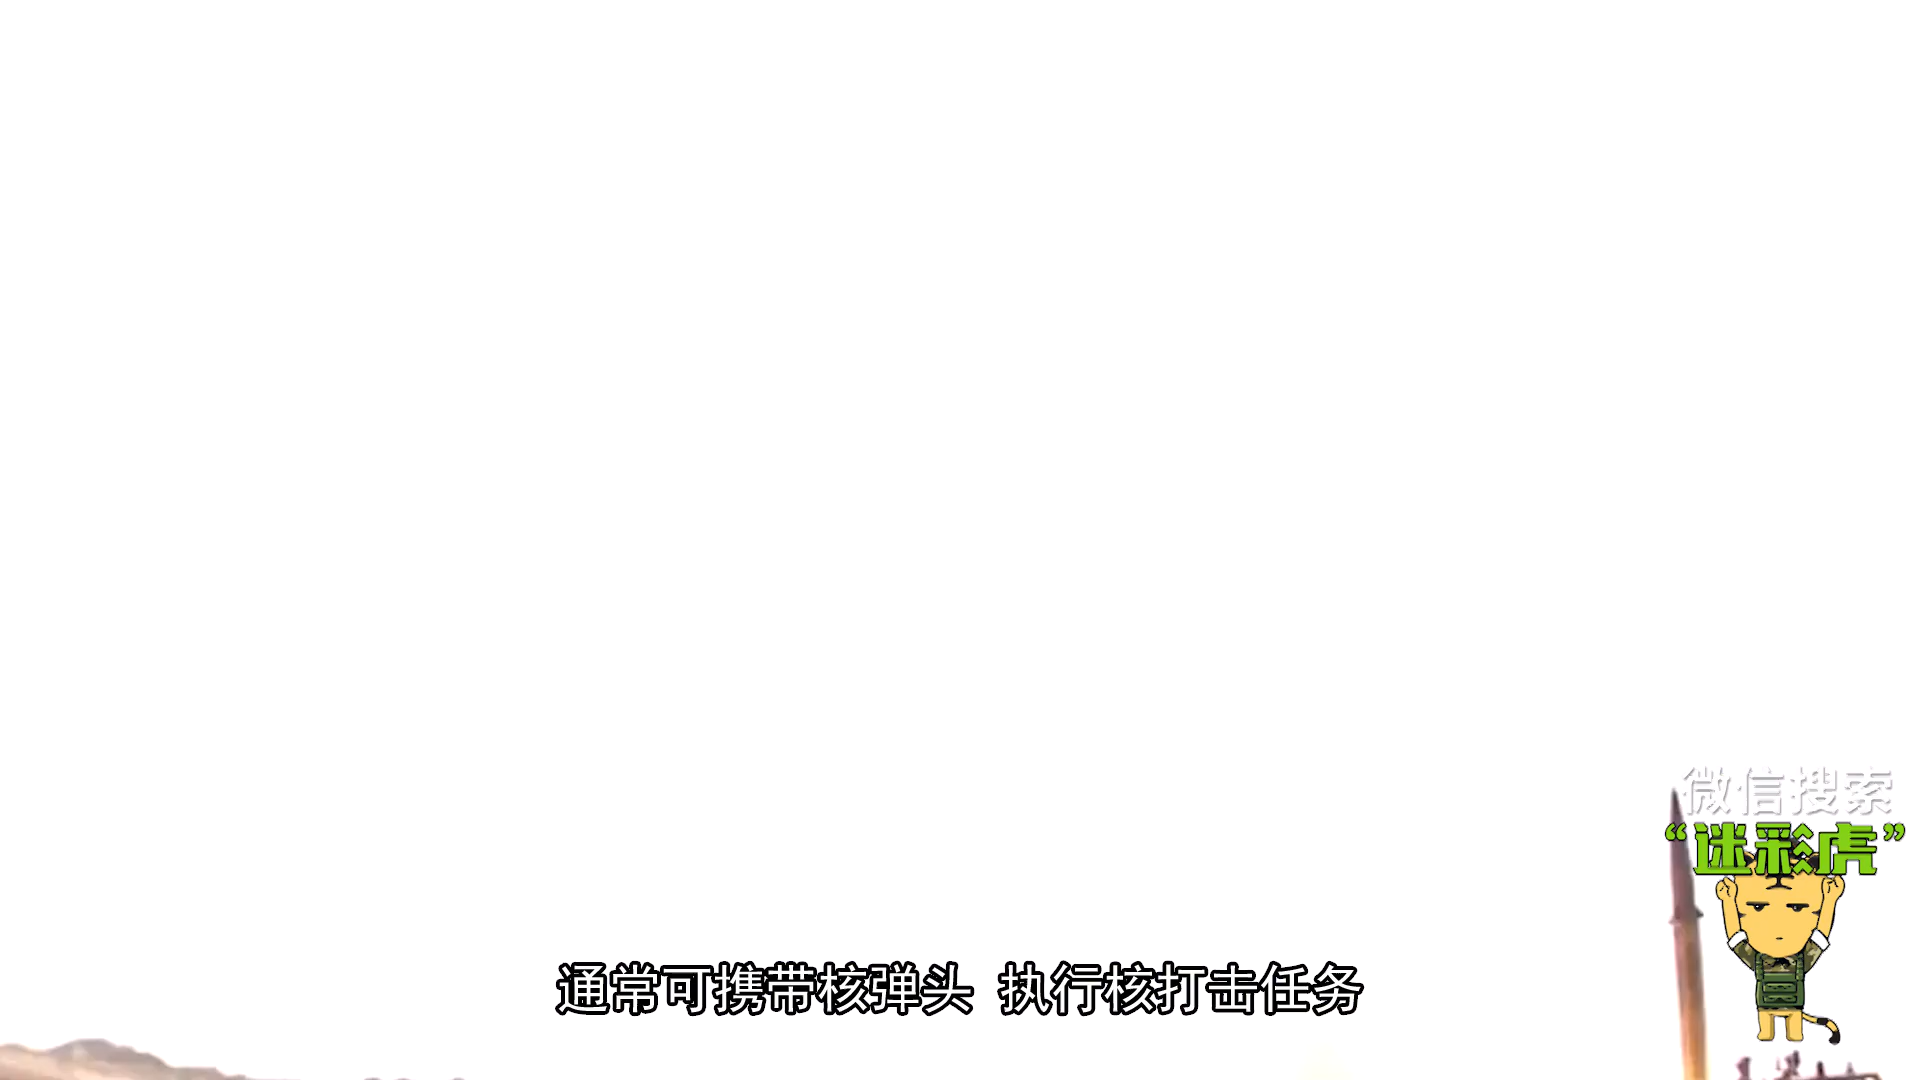 微信搜索
“迷彩虎”
通常可携带核弹头 执行核打击任务